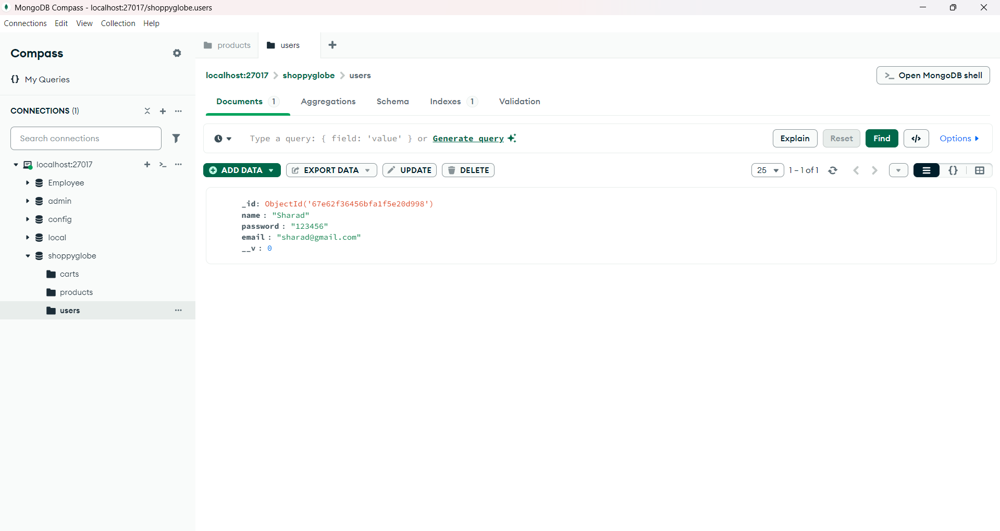 MongoDB Compass - localhost:27017/shoppyglobe.users
Connections Edit View Collection Help
Compass
My Queries
CONNECTIONS (1)
Search connections
localhost:27017
Employee
admin
config
local
shoppyglobe
carts
products
users
products
users
localhost:27017 > shoppyglobe > users
>_ Open MongoDB shell
Documents 1 Aggregations Schema Indexes 1 Validation
Type a query: { field: 'value' } or Generate query
Explain Reset Find </> Options
ADD DATA EXPORT DATA UPDATE DELETE
25 1 – 1 of 1 {}
_id: ObjectId('67e62f36456bfa1f5e20d998')
name : "Sharad"
password : "123456"
email : "sharad@gmail.com"
__v : 0